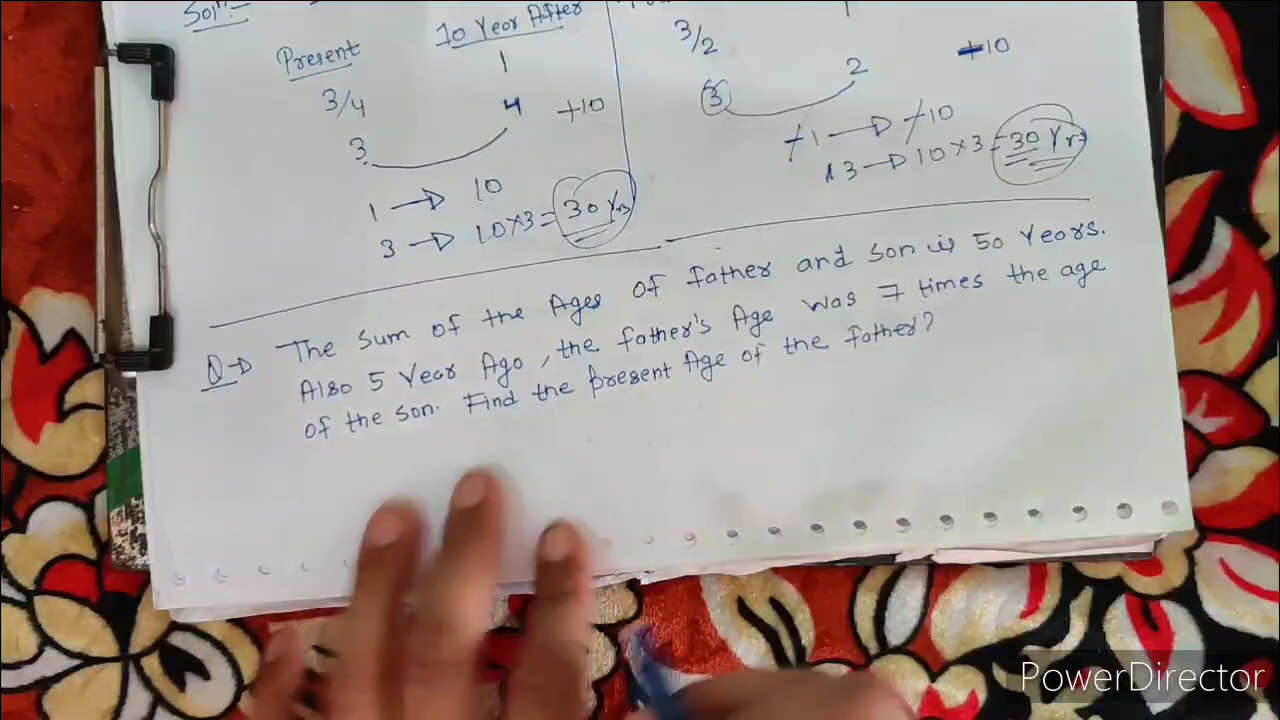 Sol
10 Year After
Present
1
3/4
4 +10
3
1 → 10
3 → 10×3 = 30 Yrs
3/2
1
3 2 +10
+1 → +10
3 → 10×3 = 30 Yrs
Q→ The Sum of the Ages of father and Son is 50 Years.
Also 5 Year Ago, the father's Age was 7 times the age
of the son. Find the present Age of the father?
PowerDirector